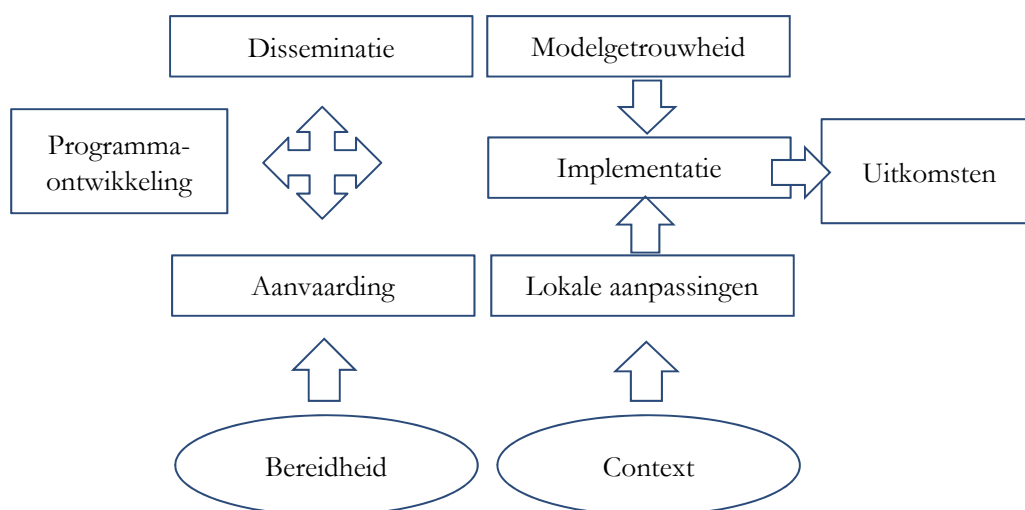 Disseminatie
Modelgetrouwheid
Programma-
ontwikkeling
Implementatie
Uitkomsten
Aanvaarding
Lokale aanpassingen
Bereidheid
Context